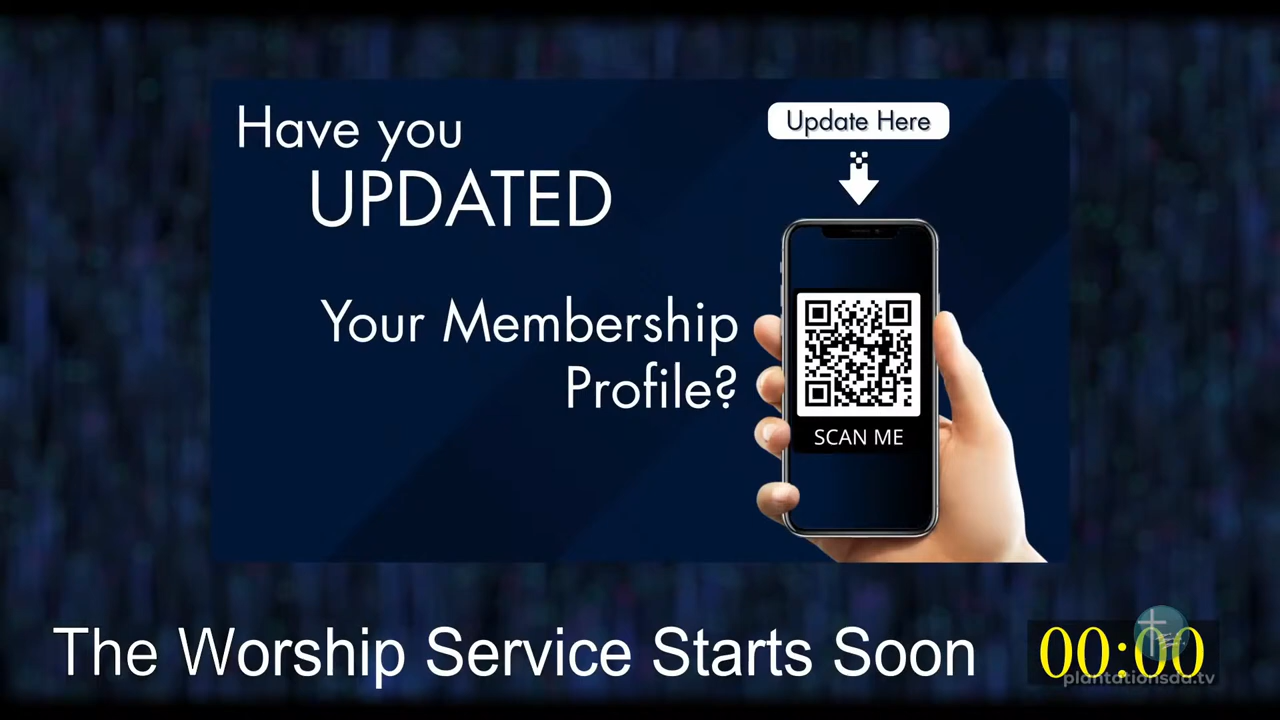 Have you
UPDATED
Your Membership
Profile?
Update Here
SCAN ME
The Worship Service Starts Soon
00:00
plantationsda.tv